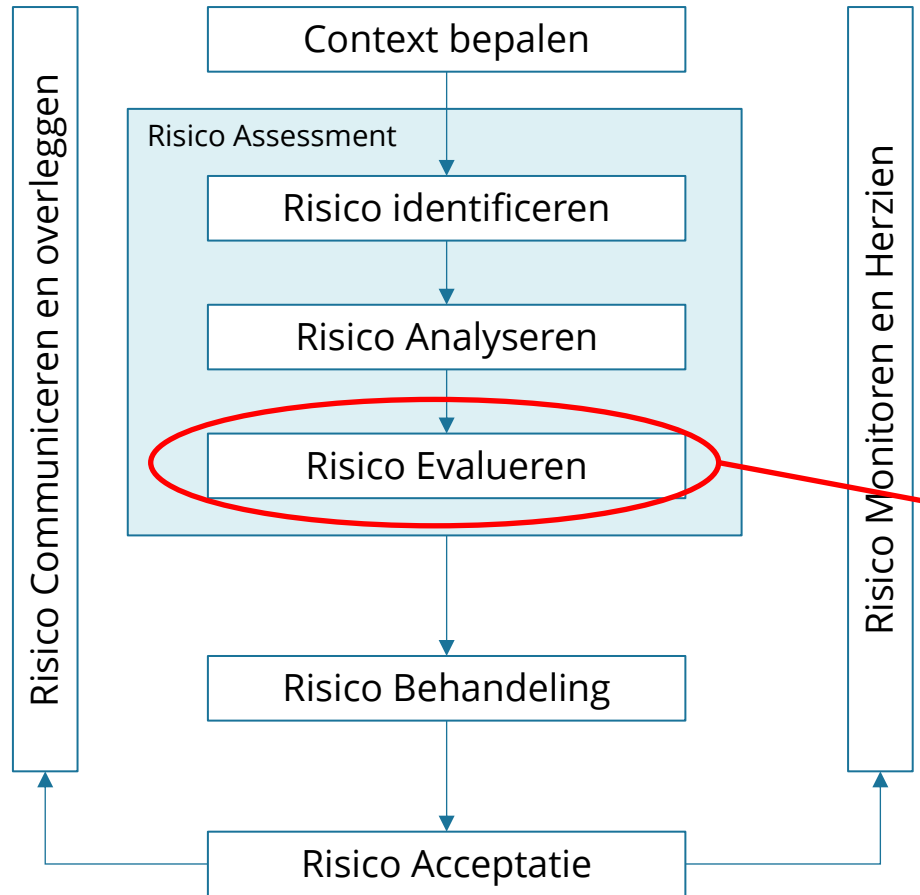 Context bepalen
Risico Assessment
Risico identificeren
Risico Analyseren
Risico Evalueren
Risico Behandeling
Risico Acceptatie
Risico Communiceren en overleggen
Risico Monitoren en Herzien